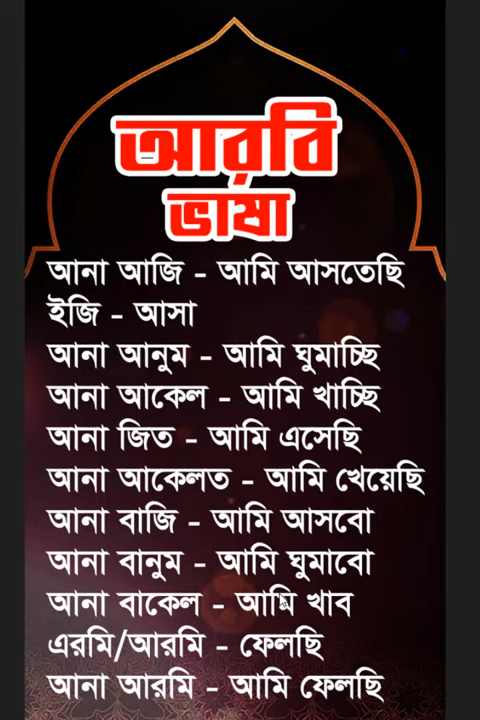 আরবি
ভাষা
আনা আজি - আমি আসতেছি
ইজি - আসা
আনা আনুম - আমি ঘুমাচ্ছি
আনা আকেল - আমি খাচ্ছি
আনা জিত - আমি এসেছি
আনা আকেলত - আমি খেয়েছি
আনা বাজি - আমি আসবো
আনা বানুম - আমি ঘুমাবো
আনা বাকেল - আমি খাব
এরমি/আরমি - ফেলছি
আনা আরমি - আমি ফেলছি